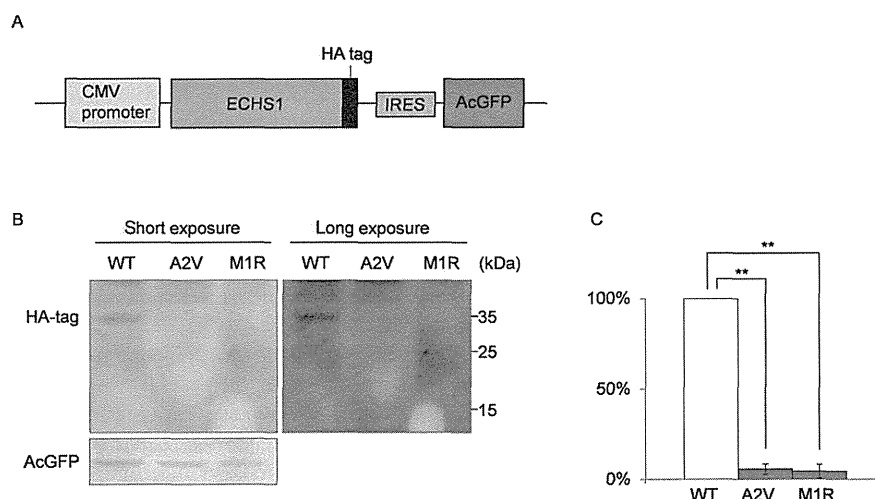 A
HA tag
CMV promoter
ECHS1
IRES
AcGFP
B
Short exposure
Long exposure
WT
A2V
M1R
WT
A2V
M1R
(kDa)
HA-tag
35
25
15
AcGFP
C
**
**
100%
50%
0%
WT
A2V
M1R